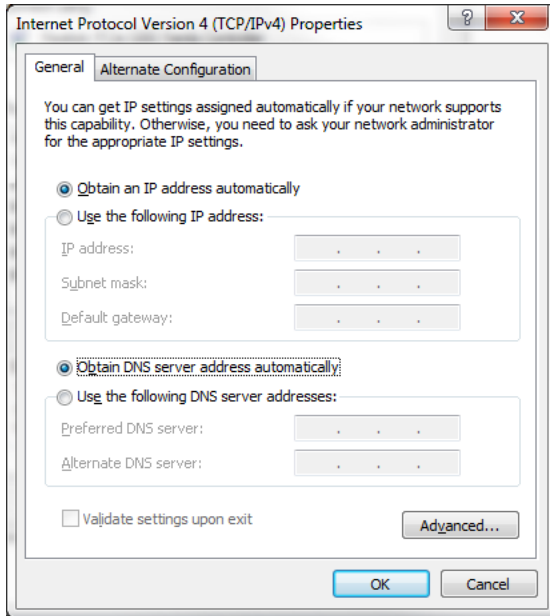 Internet Protocol Version 4 (TCP/IPv4) Properties
General
Alternate Configuration
You can get IP settings assigned automatically if your network supports
this capability. Otherwise, you need to ask your network administrator
for the appropriate IP settings.
Obtain an IP address automatically
Use the following IP address:
IP address:
Subnet mask:
Default gateway:
Obtain DNS server address automatically
Use the following DNS server addresses:
Preferred DNS server:
Alternate DNS server:
Validate settings upon exit
Advanced...
OK
Cancel